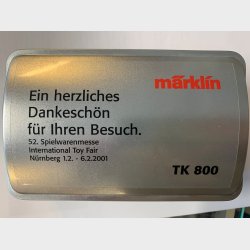 märklin
Ein herzliches
Dankeschön
für Ihren Besuch.
52. Spielwarenmesse
International Toy Fair
Nürnberg 1.2. - 6.2.2001
TK 800